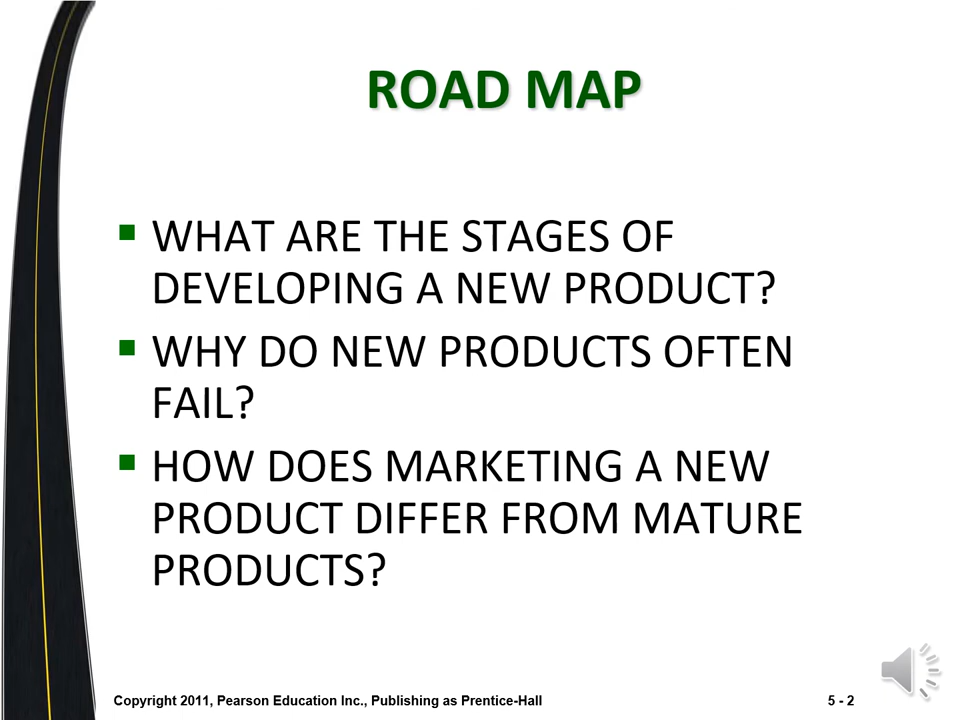 ROAD MAP
WHAT ARE THE STAGES OF
DEVELOPING A NEW PRODUCT?
WHY DO NEW PRODUCTS OFTEN
FAIL?
HOW DOES MARKETING A NEW
PRODUCT DIFFER FROM MATURE
PRODUCTS?
Copyright 2011, Pearson Education Inc., Publishing as Prentice-Hall 5 - 2